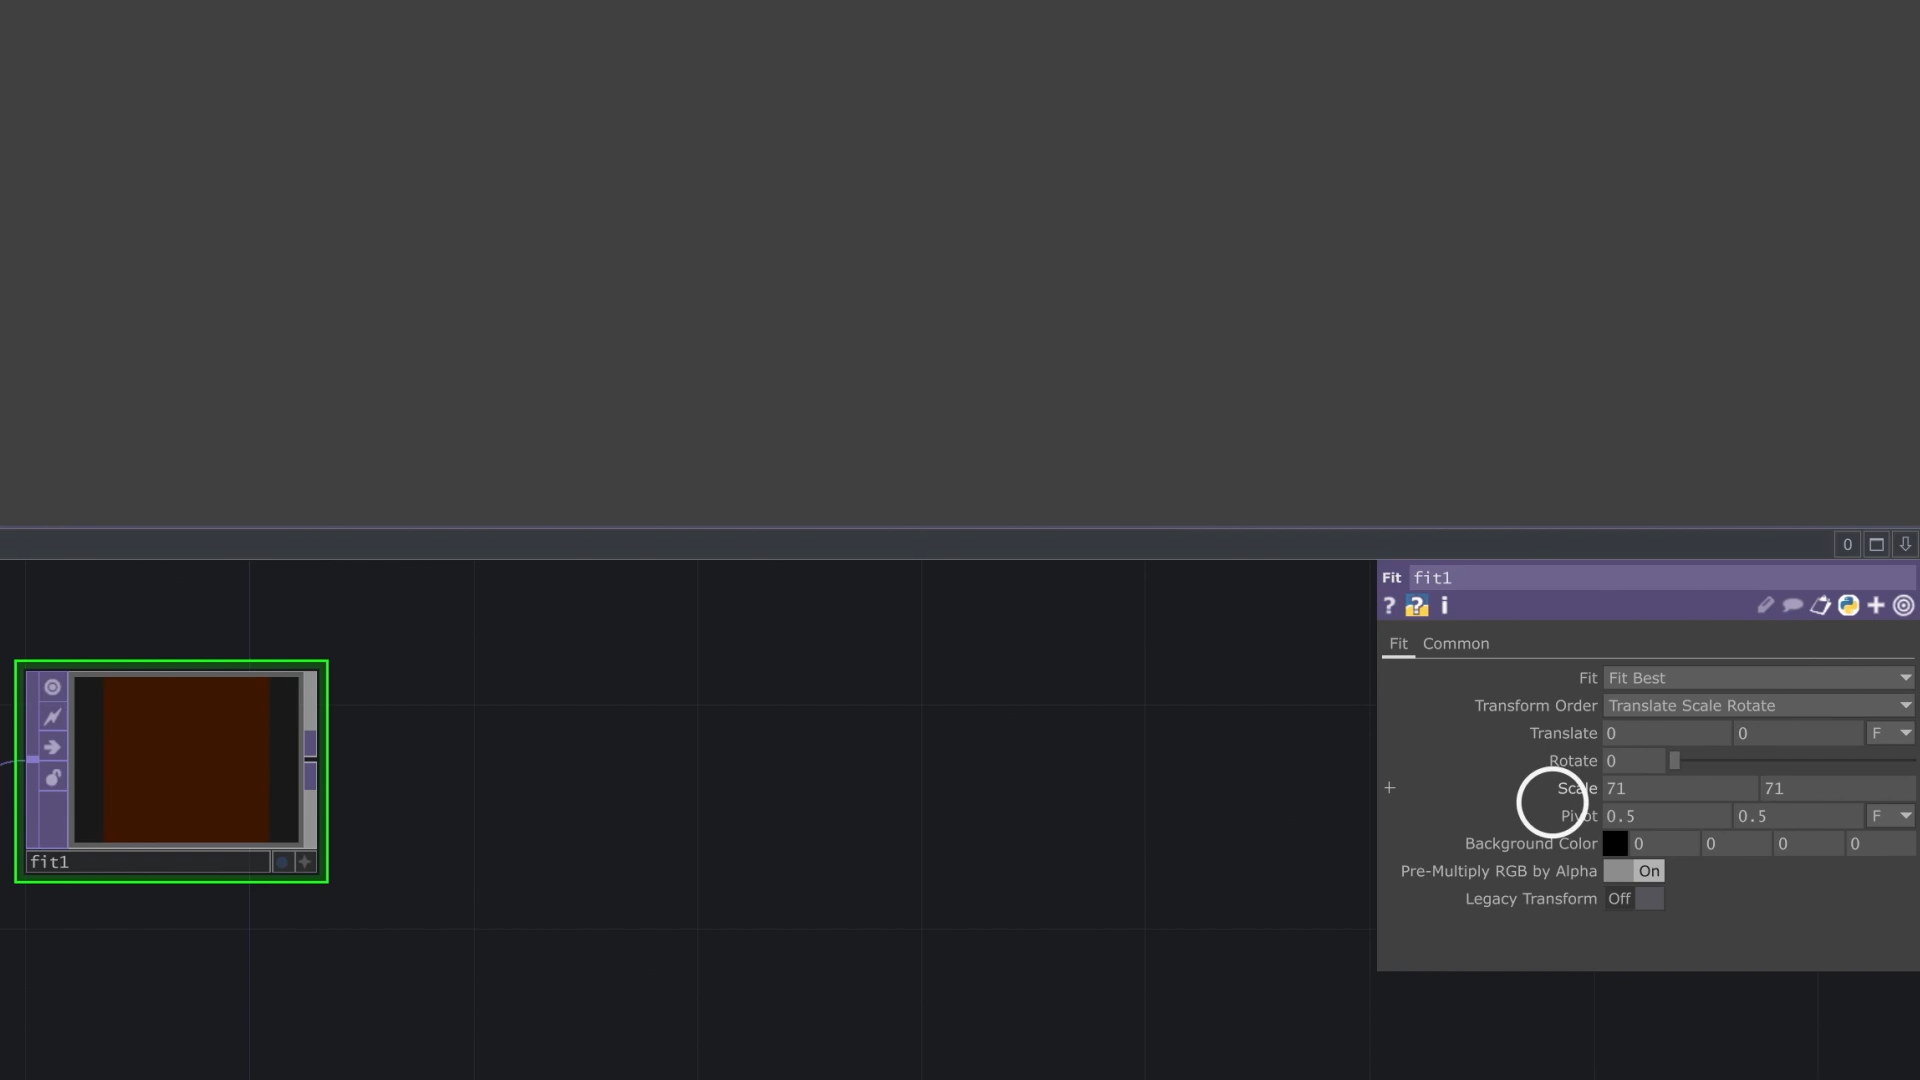 0
Fit fit1
? ? i
Fit Common
Fit Fit Best
Transform Order Translate Scale Rotate
Translate 0 0 F
Rotate 0
+ Scale 71 71
Pivot 0.5 0.5 F
Background Color 0 0 0 0
Pre-Multiply RGB by Alpha On
Legacy Transform Off
fit1